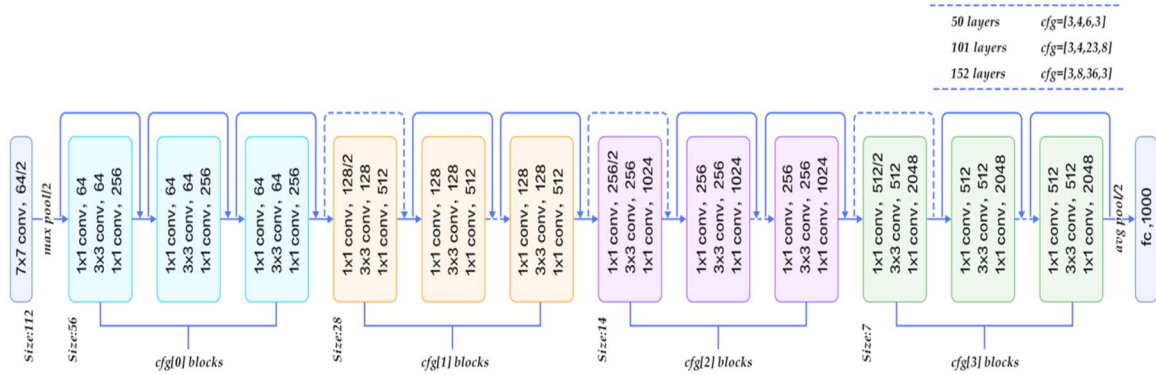 50 layers cfg=[3,4,6,3]
101 layers cfg=[3,4,23,8]
152 layers cfg=[3,8,36,3]
7×7 conv, 64/2
max pool/2
1x1 conv, 64
3x3 conv, 64
1x1 conv, 256
1x1 conv, 64
3x3 conv, 64
1x1 conv, 256
1x1 conv, 64
3x3 conv, 64
1x1 conv, 256
1x1 conv, 128/2
3x3 conv, 128
1x1 conv, 512
1x1 conv, 128
3x3 conv, 128
1x1 conv, 512
1x1 conv, 128
3x3 conv, 128
1x1 conv, 512
1x1 conv, 256/2
3x3 conv, 256
1x1 conv, 1024
1x1 conv, 256
3x3 conv, 256
1x1 conv, 1024
1x1 conv, 256
3x3 conv, 256
1x1 conv, 1024
1x1 conv, 512/2
3x3 conv, 512
1x1 conv, 2048
1x1 conv, 512
3x3 conv, 512
1x1 conv, 2048
1x1 conv, 512
3x3 conv, 512
1x1 conv, 2048
avg pool/2
fc ,1000
Size:112
Size:56
cfg[0] blocks
Size:28
cfg[1] blocks
Size:14
cfg[2] blocks
Size:7
cfg[3] blocks